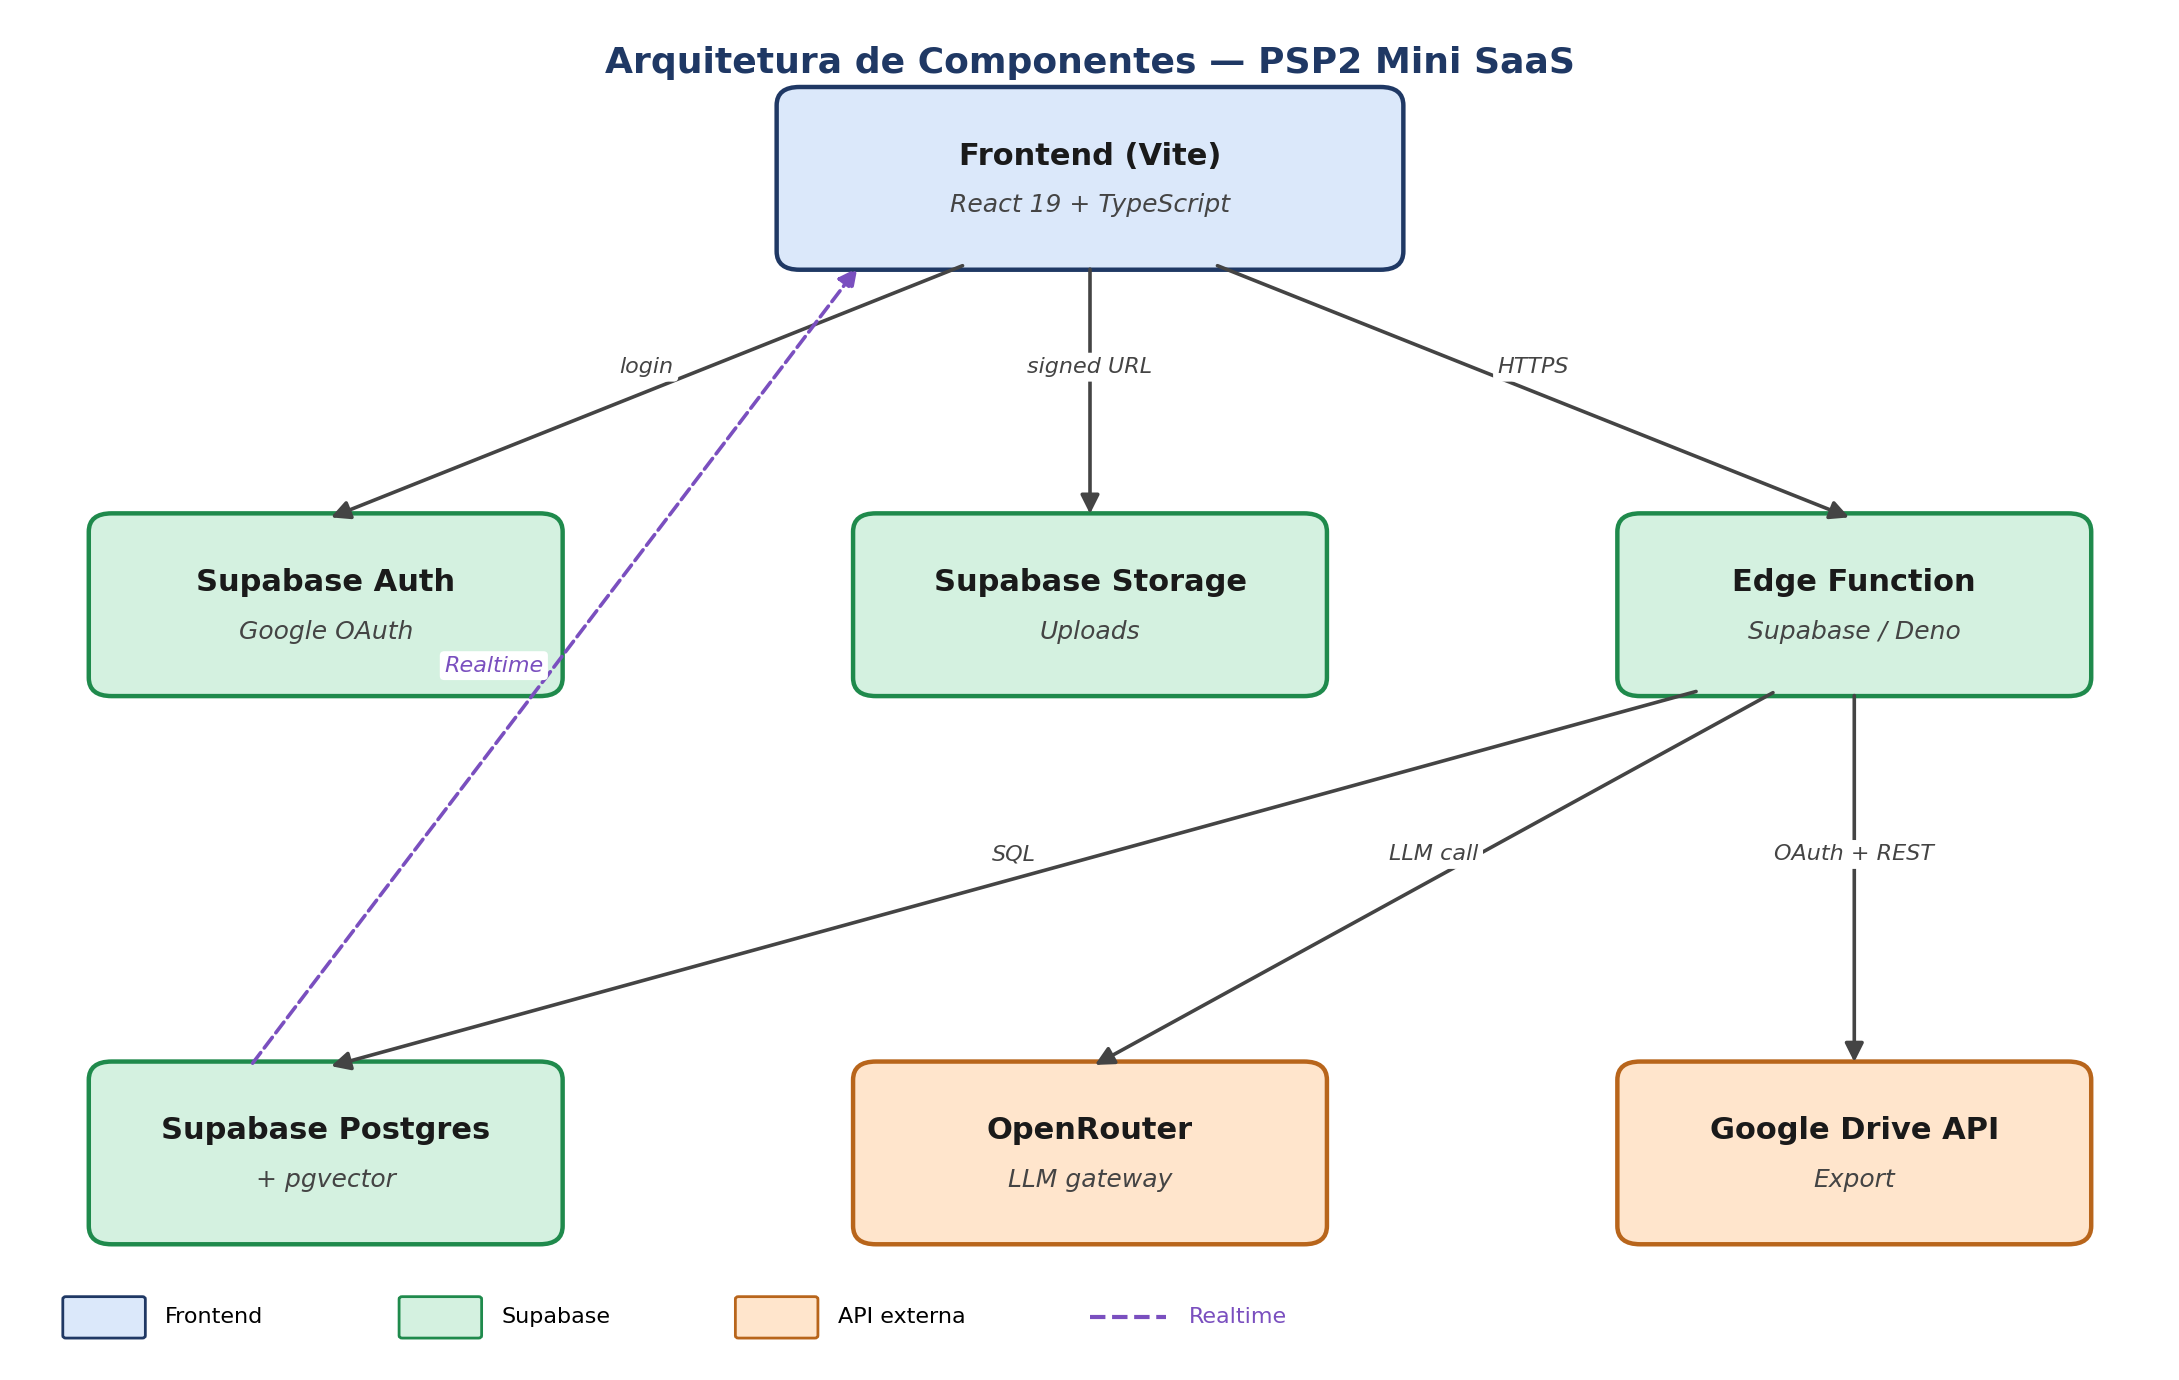 Arquitetura de Componentes — PSP2 Mini SaaS
Frontend (Vite)
React 19 + TypeScript
login
signed URL
HTTPS
Supabase Auth
Google OAuth
Supabase Storage
Uploads
Edge Function
Supabase / Deno
Realtime
SQL
LLM call
OAuth + REST
Supabase Postgres
+ pgvector
OpenRouter
LLM gateway
Google Drive API
Export
Frontend
Supabase
API externa
Realtime